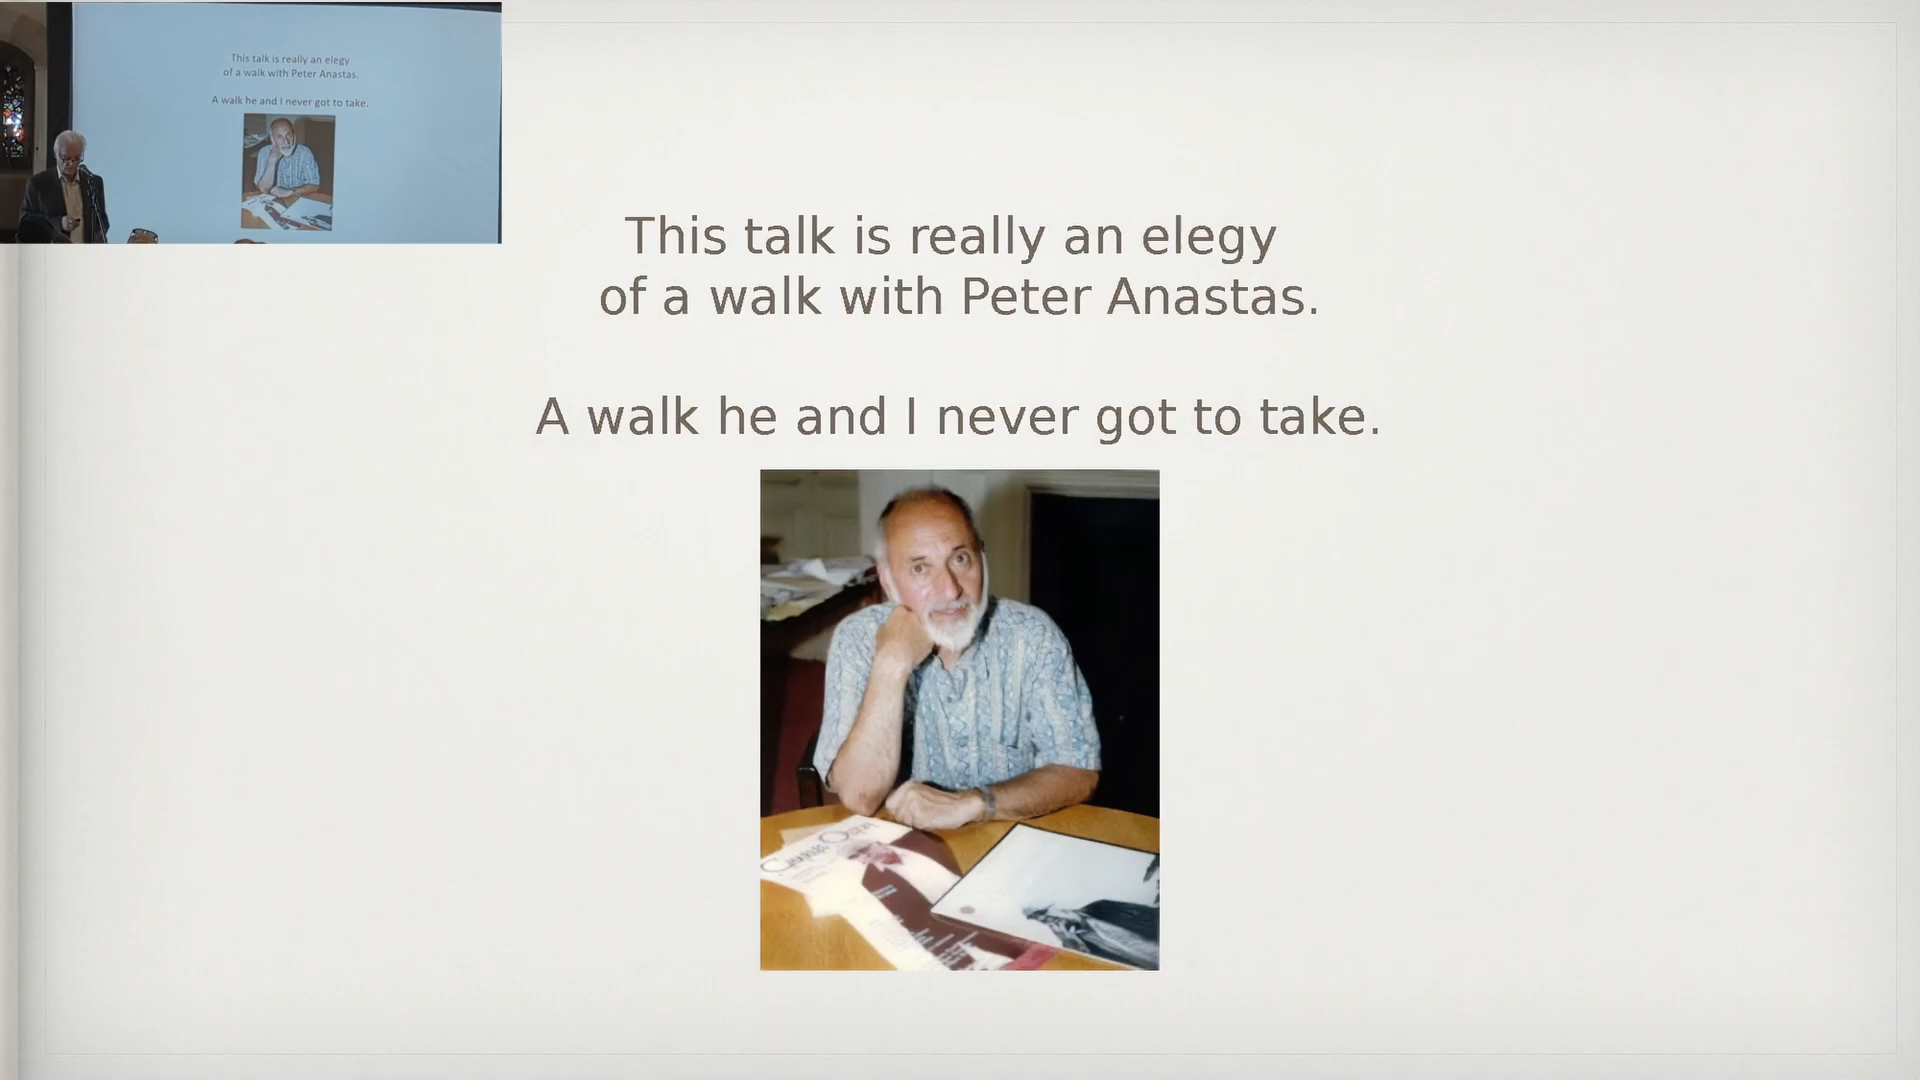 This talk is really an elegy
of a walk with Peter Anastas.
A walk he and I never got to take.
This talk is really an elegy
of a walk with Peter Anastas.
A walk he and I never got to take.